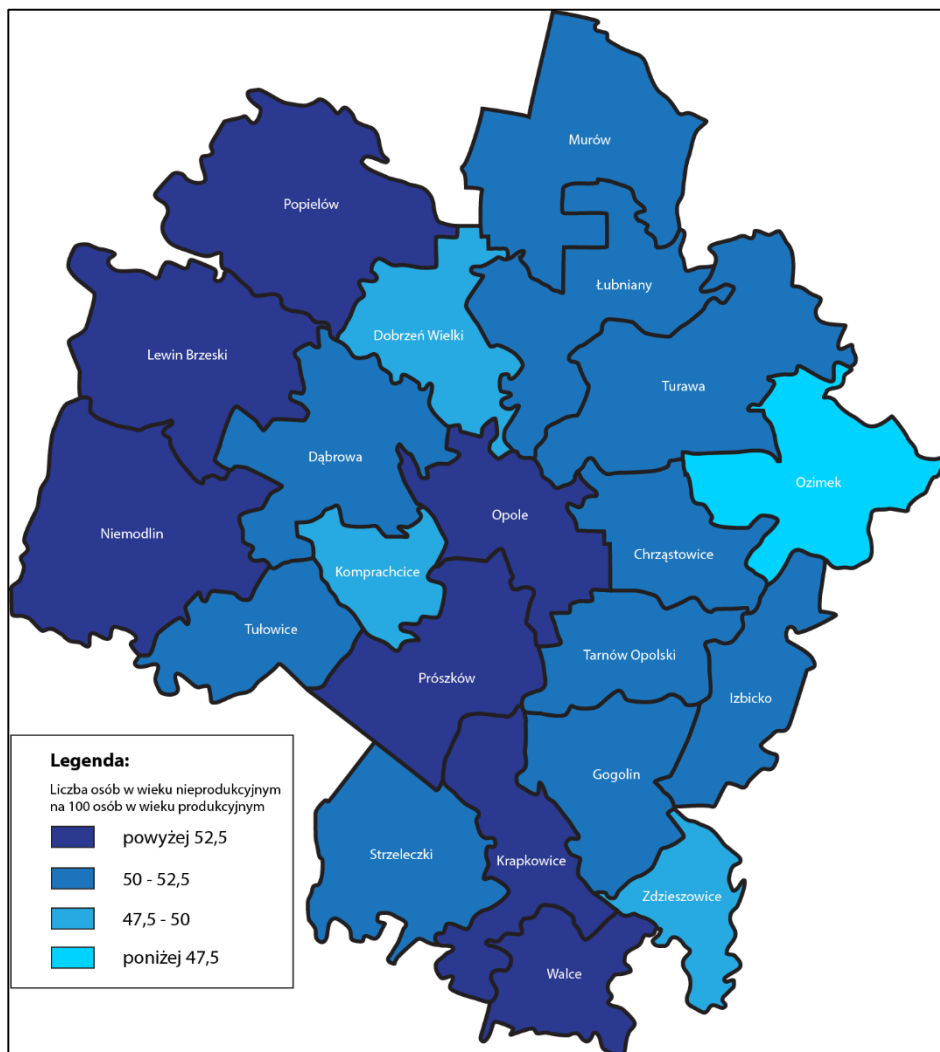 Murów
Popielów
Łubniany
Dobrzeń Wielki
Lewin Brzeski
Turawa
Dąbrowa
Ozimek
Opole
Niemodlin
Chrząstowice
Komprachcice
Tułowice
Tarnów Opolski
Prószków
Izbicko
Gogolin
Strzeleczki
Krapkowice
Zdzieszowice
Walce
Legenda:
Liczba osób w wieku nieprodukcyjnym
na 100 osób w wieku produkcyjnym
powyżej 52,5
50 - 52,5
47,5 - 50
poniżej 47,5